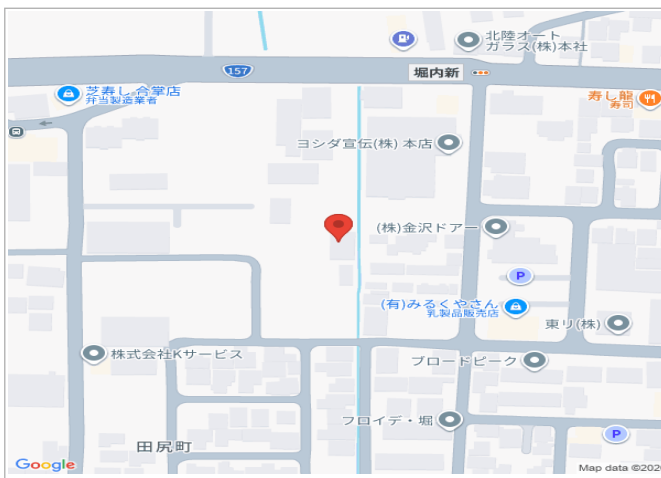 北陸オート
ガラス(株)本社
157
堀内新
芝寿し 合掌店
弁当製造業者
寿し龍
寿司
ヨシダ宣伝(株) 本店
(株)金沢ドアー
P
(有)みるくやさん
乳製品販売店
東リ(株)
株式会社Kサービス
ブロードピーク
フロイデ・堀
P
田尻町
Google
Map data ©202